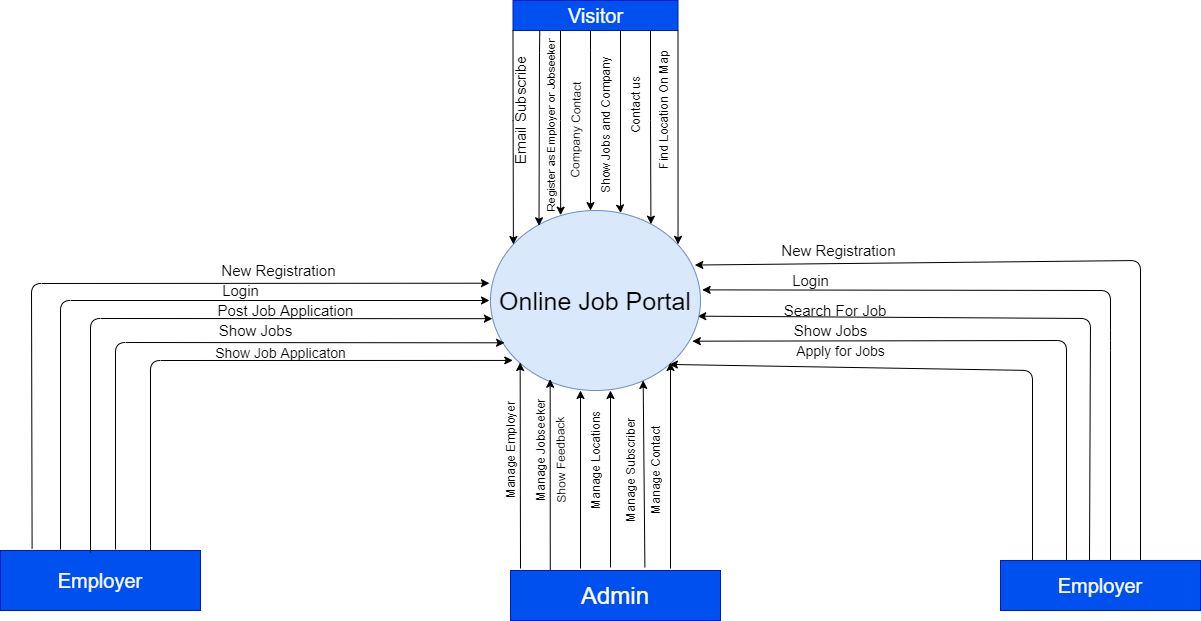 Visitor
Email Subscribe
Register as Employer or Jobseeker
Company Contact
Show Jobs and Company
Contact us
Find Location On Map
New Registration
Login
Post Job Application
Show Jobs
Show Job Applicaton
Online Job Portal
New Registration
Login
Search For Job
Show Jobs
Apply for Jobs
Manage Employer
Manage Jobseeker
Show Feedback
Manage Locations
Manage Subscriber
Manage Contact
Employer
Admin
Employer